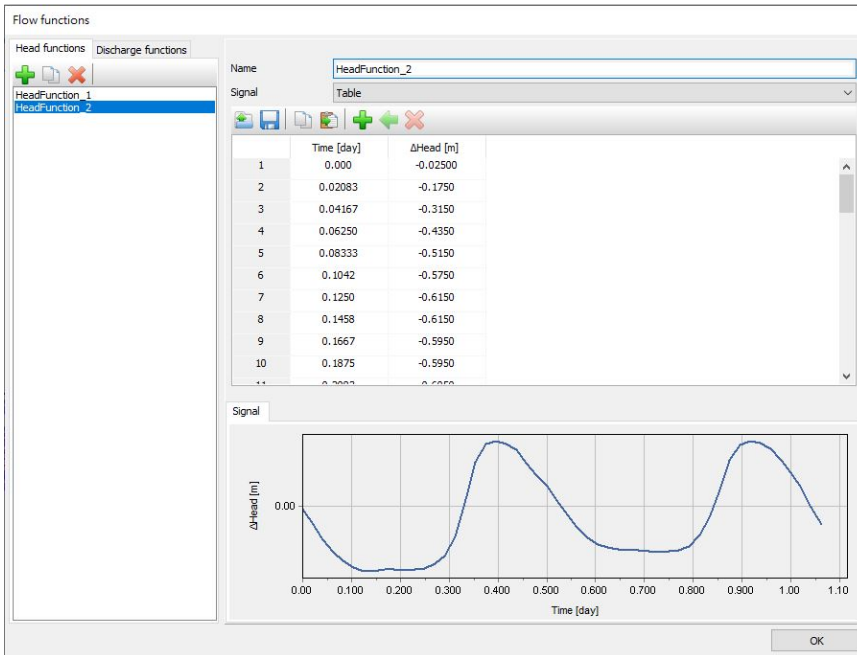 Flow functions
Head functions Discharge functions
HeadFunction_1
HeadFunction_2
Name HeadFunction_2
Signal Table
Time [day] ΔHead [m]
1 0.000 -0.02500
2 0.02083 -0.1750
3 0.04167 -0.3150
4 0.06250 -0.4350
5 0.08333 -0.5150
6 0.1042 -0.5750
7 0.1250 -0.6150
8 0.1458 -0.6150
9 0.1667 -0.5950
10 0.1875 -0.5950
Signal
ΔHead [m]
0.00
0.00 0.100 0.200 0.300 0.400 0.500 0.600 0.700 0.800 0.900 1.00 1.10
Time [day]
OK